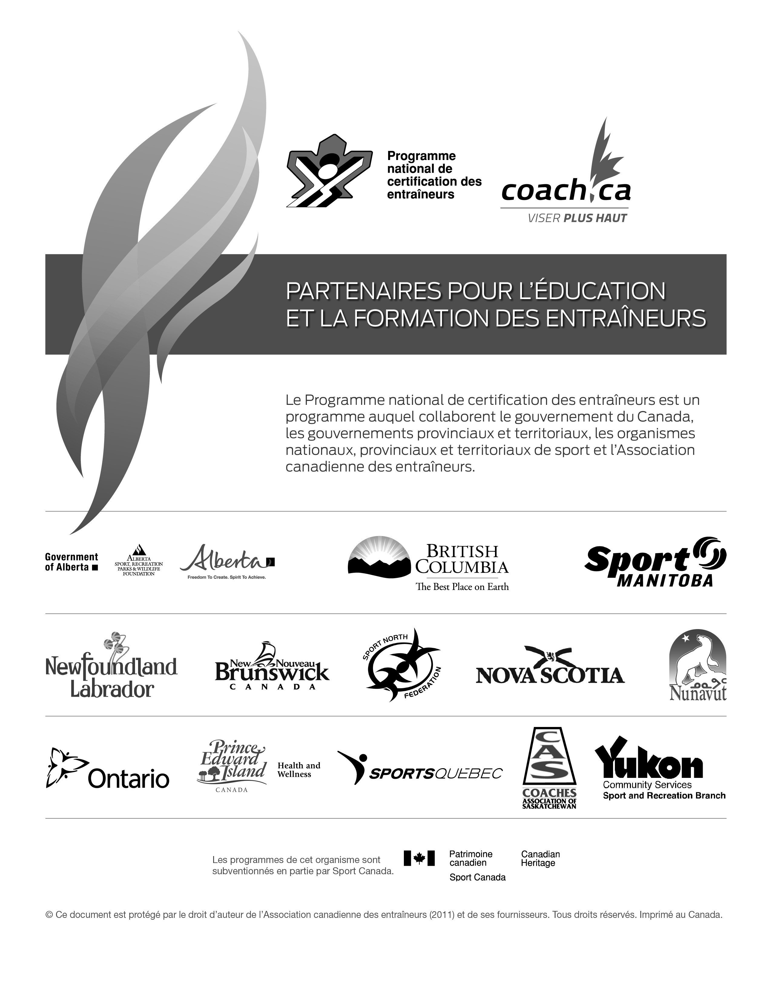 Programme
national de
certification des
entraîneurs
coach ca
VISER PLUS HAUT
PARTENAIRES POUR L'ÉDUCATION
ET LA FORMATION DES ENTRAÎNEURS
Le Programme national de certification des entraîneurs est un
programme auquel collaborent le gouvernement du Canada,
les gouvernements provinciaux et territoriaux, les organismes
nationaux, provinciaux et territoriaux de sport et l'Association
canadienne des entraîneurs.
Government
of Alberta
ALBERTA
SPORT, RECREATION
PARKS & WILDLIFE
FOUNDATION
Alberta
Freedom To Create. Spirit To Achieve.
BRITISH
COLUMBIA
The Best Place on Earth
Sport
MANITOBA
Newfoundland
Labrador
New Nouveau
Brunswick
CANADA
SPORT NORTH
FEDERATION
NOVA SCOTIA
ᓄᓇᕗᑦ
Nunavut
Ontario
Prince
Edward
Island
CANADA
Health and
Wellness
SPORTSQUÉBEC
CAS
COACHES
ASSOCIATION OF
SASKATCHEWAN
Yukon
Community Services
Sport and Recreation Branch
Les programmes de cet organisme sont
subventionnés en partie par Sport Canada.
Patrimoine
canadien
Sport Canada
Canadian
Heritage
© Ce document est protégé par le droit d'auteur de l'Association canadienne des entraîneurs (2011) et de ses fournisseurs. Tous droits réservés. Imprimé au Canada.